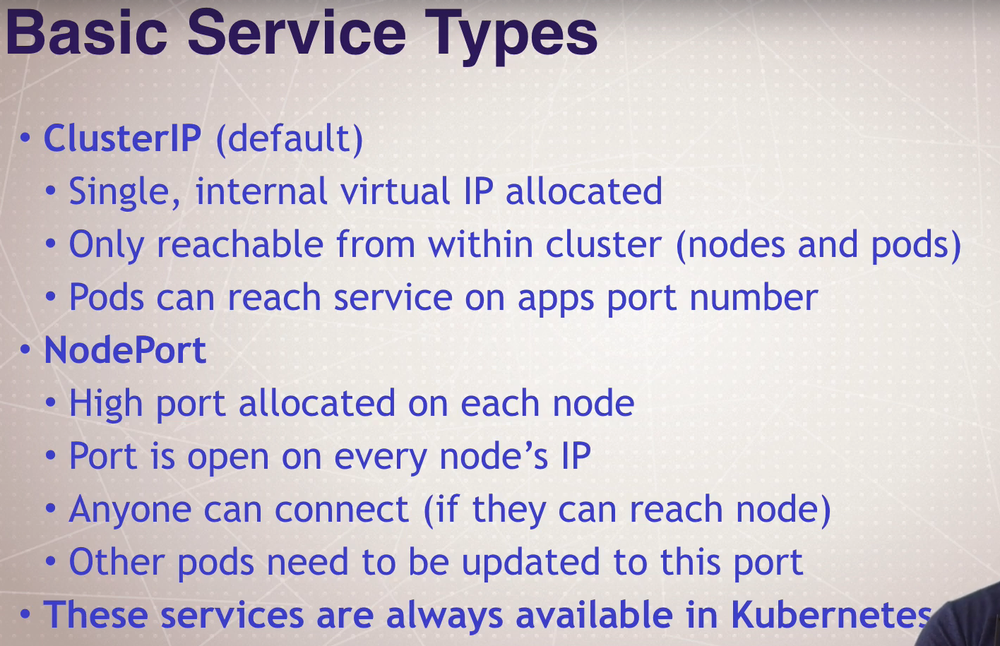 Basic Service Types
• ClusterIP (default)
• Single, internal virtual IP allocated
• Only reachable from within cluster (nodes and pods)
• Pods can reach service on apps port number
• NodePort
• High port allocated on each node
• Port is open on every node’s IP
• Anyone can connect (if they can reach node)
• Other pods need to be updated to this port
• These services are always available in Kubernetes